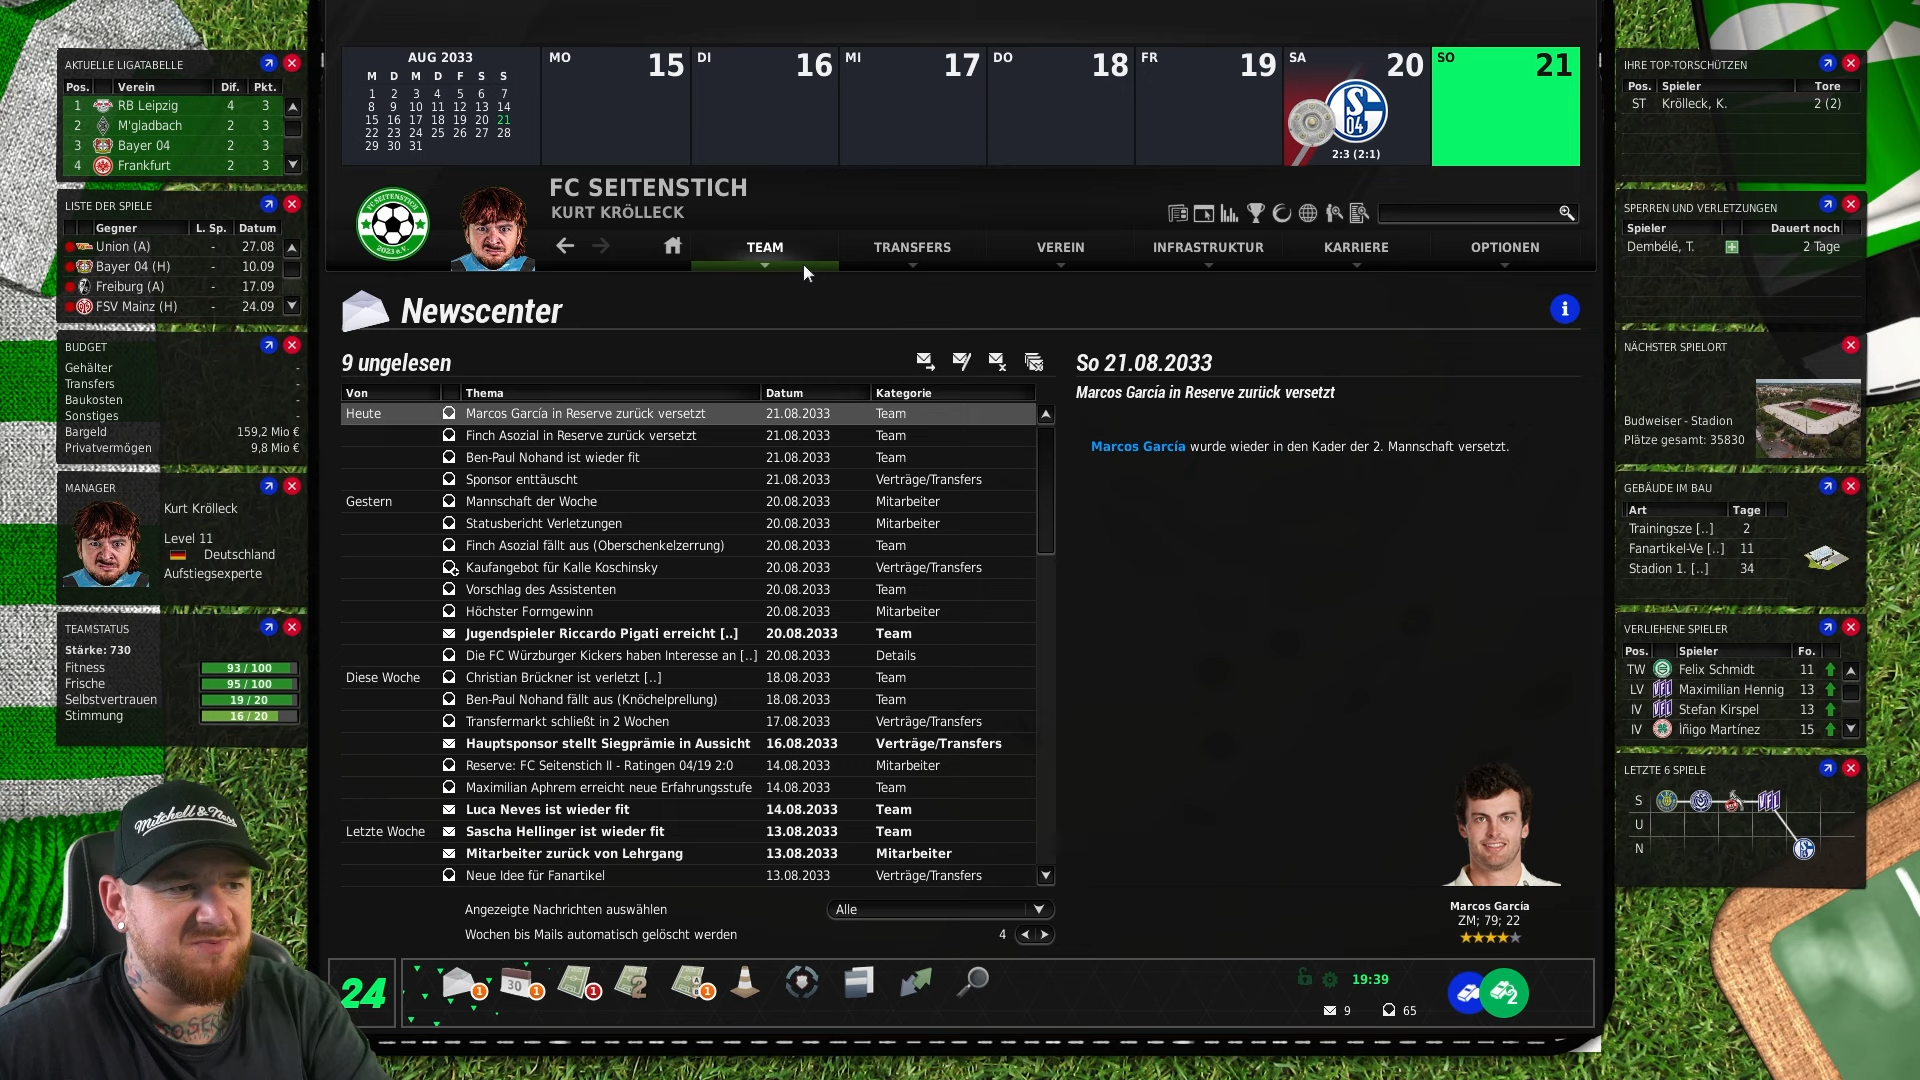 AKTUELLE LIGATABELLE
Pos. Verein Dif. Pkt.
1 RB Leipzig 4 3
2 M'gladbach 2 3
3 Bayer 04 2 3
4 Frankfurt 2 3
LISTE DER SPIELE
Gegner L. Sp. Datum
Union (A) - 27.08
Bayer 04 (H) - 10.09
Freiburg (A) - 17.09
FSV Mainz (H) - 24.09
BUDGET
Gehälter -
Transfers -
Baukosten -
Sonstiges -
Bargeld 159,2 Mio €
Privatvermögen 9,8 Mio €
MANAGER
Kurt Krölleck
Level 11
Deutschland
Aufstiegsexperte
TEAMSTATUS
Stärke: 730
Fitness 93 / 100
Frische 95 / 100
Selbstvertrauen 19 / 20
Stimmung 16 / 20
Mitchell & Ness
AUG 2033
M D M D F S S
1 2 3 4 5 6 7
8 9 10 11 12 13 14
15 16 17 18 19 20 21
22 23 24 25 26 27 28
29 30 31
MO 15 DI 16 MI 17 DO 18 FR 19 SA 20 SO 21
S 04
2:3 (2:1)
FC SEITENSTICH
2023 e.V.
FC SEITENSTICH
KURT KRÖLLECK
TEAM TRANSFERS VEREIN INFRASTRUKTUR KARRIERE OPTIONEN
Newscenter
i
9 ungelesen
Von Thema Datum Kategorie
Heute Marcos García in Reserve zurück versetzt 21.08.2033 Team
Finch Asozial in Reserve zurück versetzt 21.08.2033 Team
Ben-Paul Nohand ist wieder fit 21.08.2033 Team
Sponsor enttäuscht 21.08.2033 Verträge/Transfers
Gestern Mannschaft der Woche 20.08.2033 Mitarbeiter
Statusbericht Verletzungen 20.08.2033 Mitarbeiter
Finch Asozial fällt aus (Oberschenkelzerrung) 20.08.2033 Team
Kaufangebot für Kalle Koschinsky 20.08.2033 Verträge/Transfers
Vorschlag des Assistenten 20.08.2033 Team
Höchster Formgewinn 20.08.2033 Mitarbeiter
Jugendspieler Riccardo Pigati erreicht [..] 20.08.2033 Team
Die FC Würzburger Kickers haben Interesse an [..] 20.08.2033 Details
Diese Woche Christian Brückner ist verletzt [..] 18.08.2033 Team
Ben-Paul Nohand fällt aus (Knöchelprellung) 18.08.2033 Team
Transfermarkt schließt in 2 Wochen 17.08.2033 Verträge/Transfers
Hauptsponsor stellt Siegprämie in Aussicht 16.08.2033 Verträge/Transfers
Reserve: FC Seitenstich II - Ratingen 04/19 2:0 14.08.2033 Mitarbeiter
Maximilian Aphrem erreicht neue Erfahrungsstufe 14.08.2033 Team
Luca Neves ist wieder fit 14.08.2033 Team
Letzte Woche Sascha Hellinger ist wieder fit 13.08.2033 Team
Mitarbeiter zurück von Lehrgang 13.08.2033 Mitarbeiter
Neue Idee für Fanartikel 13.08.2033 Verträge/Transfers
Angezeigte Nachrichten auswählen Alle
Wochen bis Mails automatisch gelöscht werden 4
So 21.08.2033
Marcos García in Reserve zurück versetzt
Marcos García wurde wieder in den Kader der 2. Mannschaft versetzt.
Marcos García
ZM; 79; 22
24
1 30 1 1 2 1
19:39
9 65
2
IHRE TOP-TORSCHÜTZEN
Pos. Spieler Tore
ST Krölleck, K. 2 (2)
SPERREN UND VERLETZUNGEN
Spieler Dauert noch
Dembélé, T. 2 Tage
NÄCHSTER SPIELORT
Budweiser - Stadion
Plätze gesamt: 35830
GEBÄUDE IM BAU
Art Tage
Trainingsze [..] 2
Fanartikel-Ve [..] 11
Stadion 1. [..] 34
VERLIEHENE SPIELER
Pos. Spieler Fo.
TW Felix Schmidt 11
LV Maximilian Hennig 13
IV Stefan Kirspel 13
IV Íñigo Martínez 15
LETZTE 6 SPIELE
S
U
N